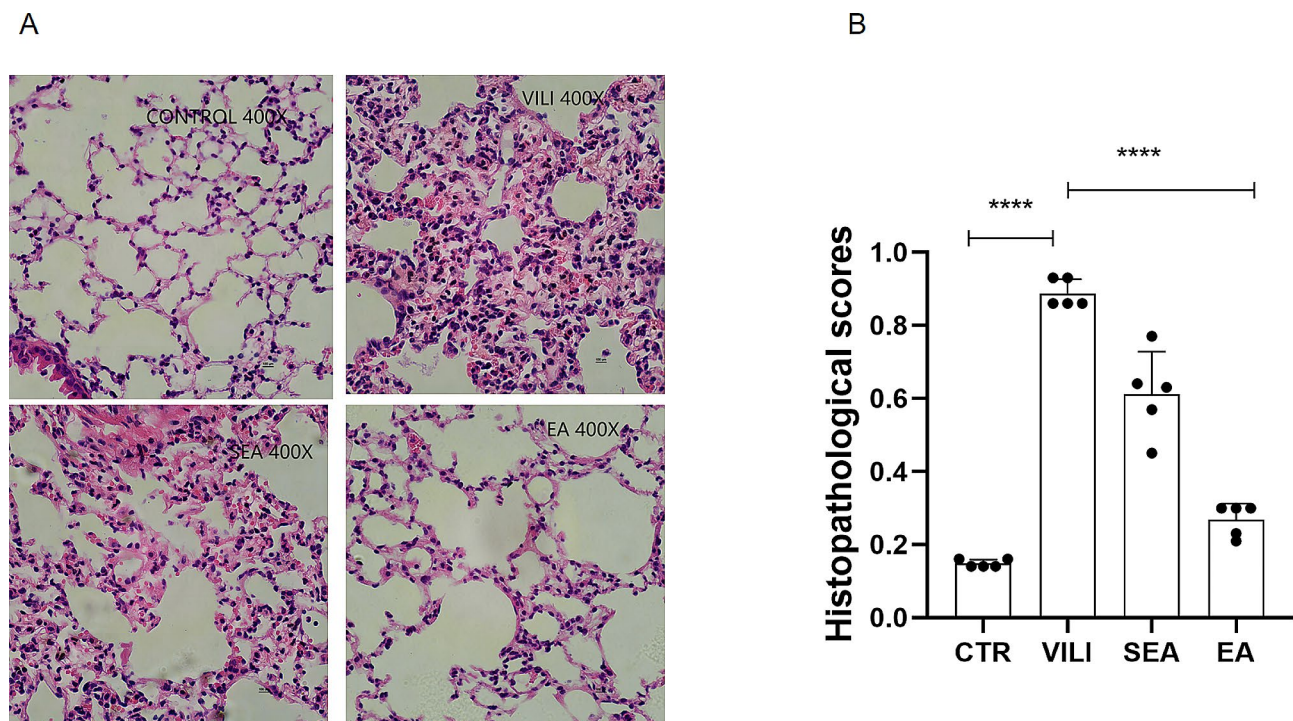 A
B
CONTROL 400X
VILI 400X
SEA 400X
EA 400X
****
****
Histopathological scores
1.0
0.8
0.6
0.4
0.2
0.0
CTR VILI SEA EA